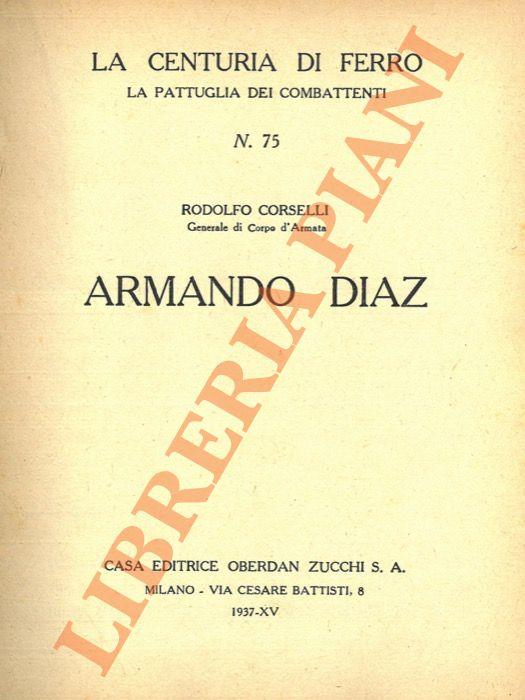 LA CENTURIA DI FERRO
LA PATTUGLIA DEI COMBATTENTI
N. 75
RODOLFO CORSELLI
Generale di Corpo d'Armata
ARMANDO DIAZ
CASA EDITRICE OBERDAN ZUCCHI S. A.
MILANO - VIA CESARE BATTISTI, 8
1937-XV
LIBRERIA PIANI